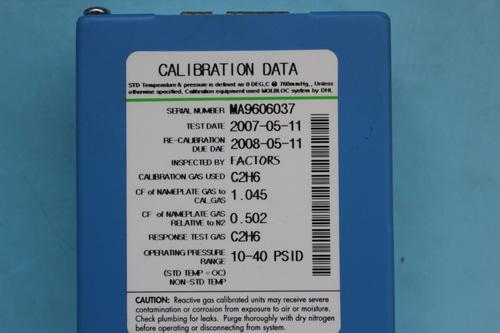 CALIBRATION DATA
STD Temperature & pressure is defined as 0 DEG,C @ 760mmHg., Unless
otherwise specified, Calibration equipment used MOLBLOC system by DHI.
SERIAL NUMBER MA9606037
TEST DATE 2007-05-11
RE-CALIBRATION
DUE DAE 2008-05-11
INSPECTED BY FACTORS
CALIBRATION GAS USED C2H6
CF of NAMEPLATE GAS to
CAL.GAS 1.045
CF of NAMEPLATE GAS
RELATIVE to N2 0.502
RESPONSE TEST GAS C2H6
OPERATING PRESSURE
RANGE 10-40 PSID
(STD TEMP = OC)
NON-STD TEMP
CAUTION: Reactive gas calibrated units may receive severe
contamination or corrosion from exposure to air or moisture.
Check plumbing for leaks. Purge thoroughly with dry nitrogen
before operating or disconnecting from system.